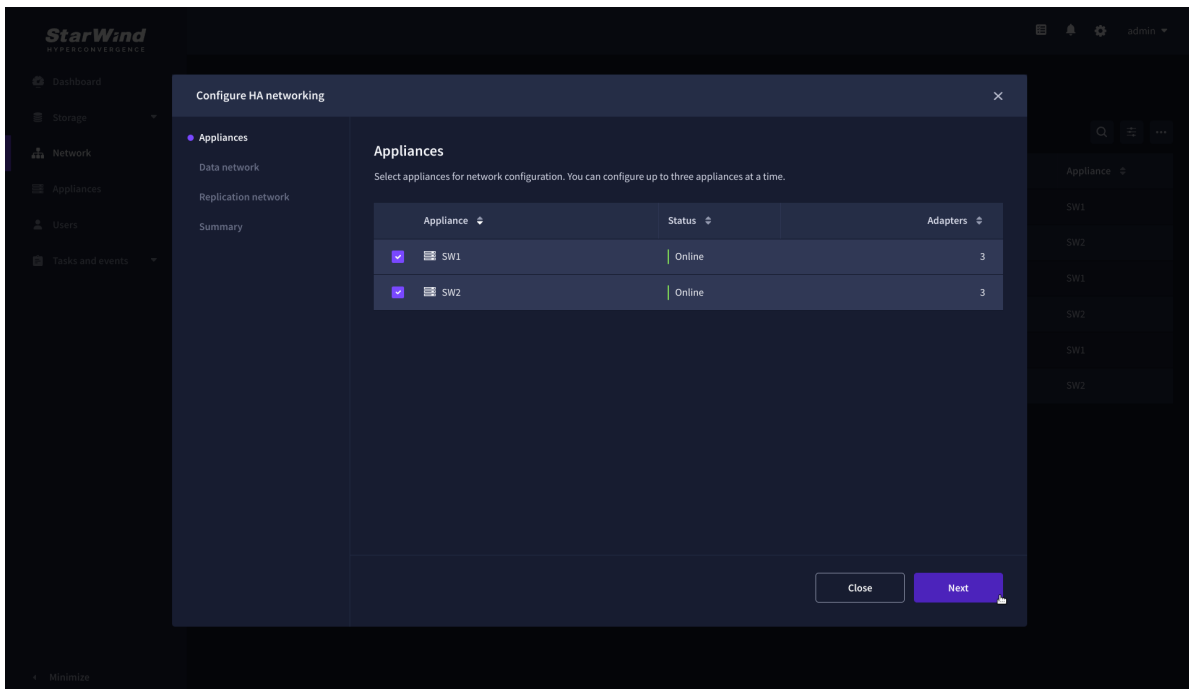 StarWind
HYPERCONVERGENCE
admin
Dashboard
Storage
Network
Appliances
Users
Tasks and events
Minimize
Configure HA networking
Appliances
Data network
Replication network
Summary
Appliances
Select appliances for network configuration. You can configure up to three appliances at a time.
Appliance Status Adapters
SW1 Online 3
SW2 Online 3
Close Next
Appliance
SW1
SW2
SW1
SW2
SW1
SW2